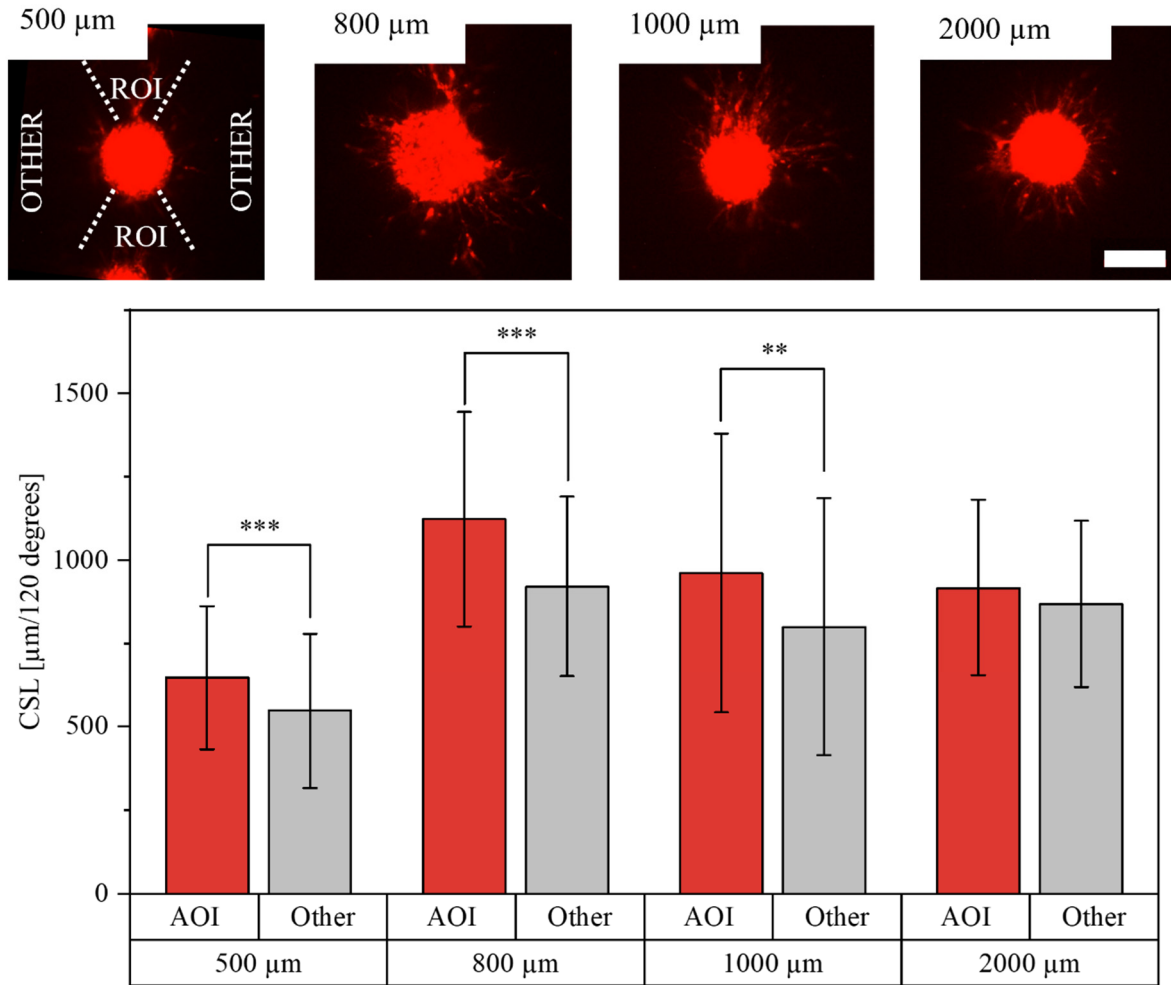 500 µm
800 µm
1000 µm
2000 µm
ROI
OTHER
OTHER
ROI
***
***
**
***
CSL [µm/120 degrees]
1500
1000
500
0
AOI Other AOI Other AOI Other AOI Other
500 µm 800 µm 1000 µm 2000 µm